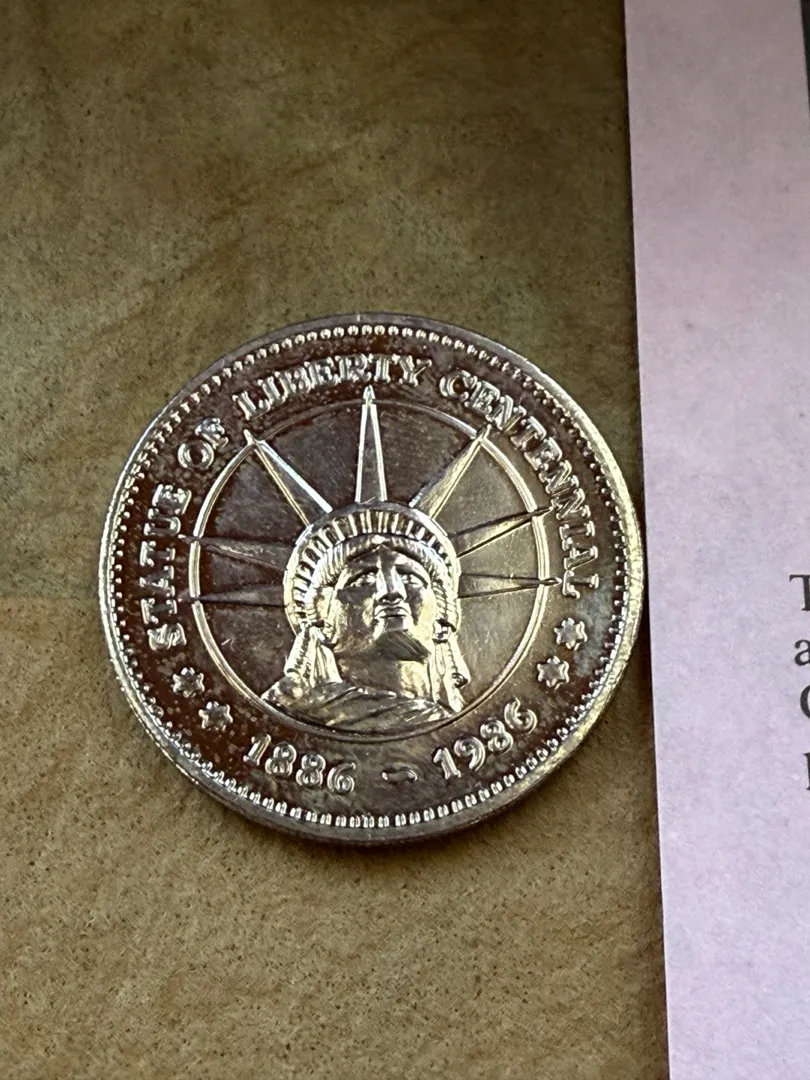 STATUE OF LIBERTY CENTENNIAL
1886 - 1986
T
a